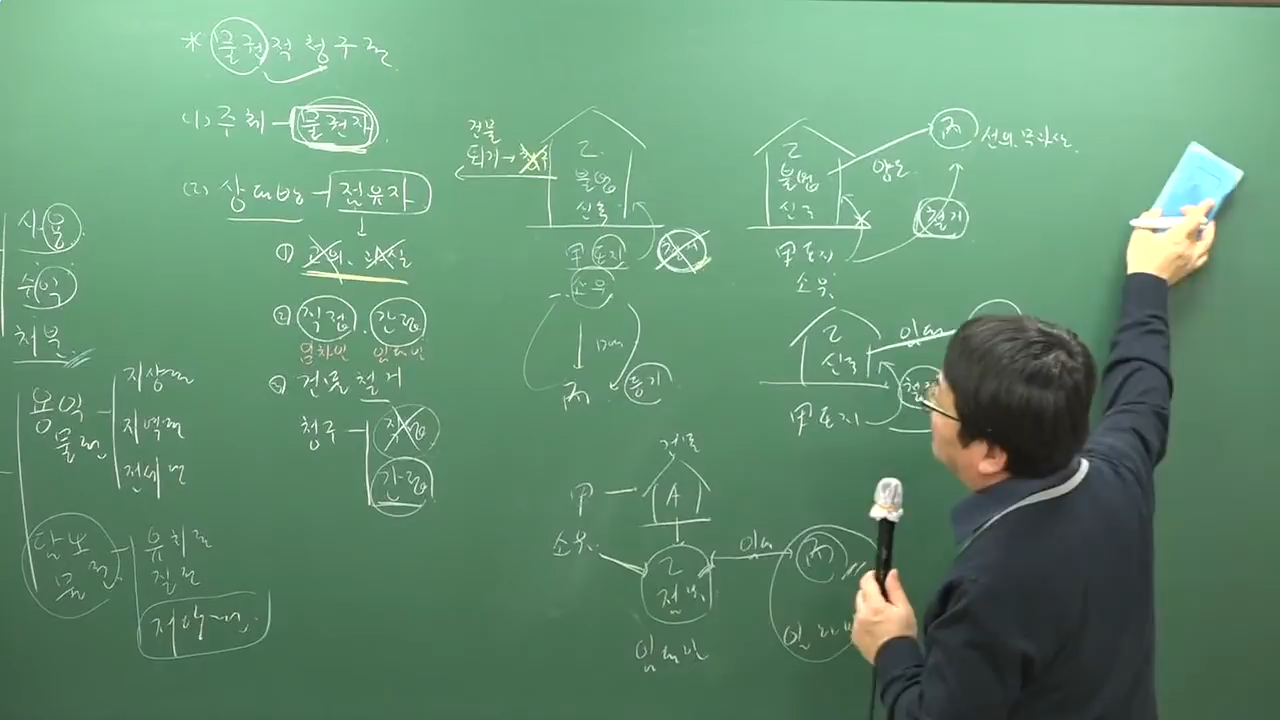 * 물권적 청구권
(1) 주체 - 물권자
(2) 상대방 - 점유자
① 고의, 과실
② 직접, 간접
임차인 임대인
③ 건물 철거
청구 - 직접
간접
사용
수익
처분
용익
물권
지상권
지역권
전세권
담보
물권
유치권
질권
저당권
건물
퇴거 → 청구
乙
불법
신축
甲 토지
소유
철거
丙
등기
乙
불법
신축
양도
丙
선의. 무과실
철거
甲 토지
소유
乙
신축
임대
甲 토지
건물
甲
A
소유
乙
점유
임대
丙
임대인